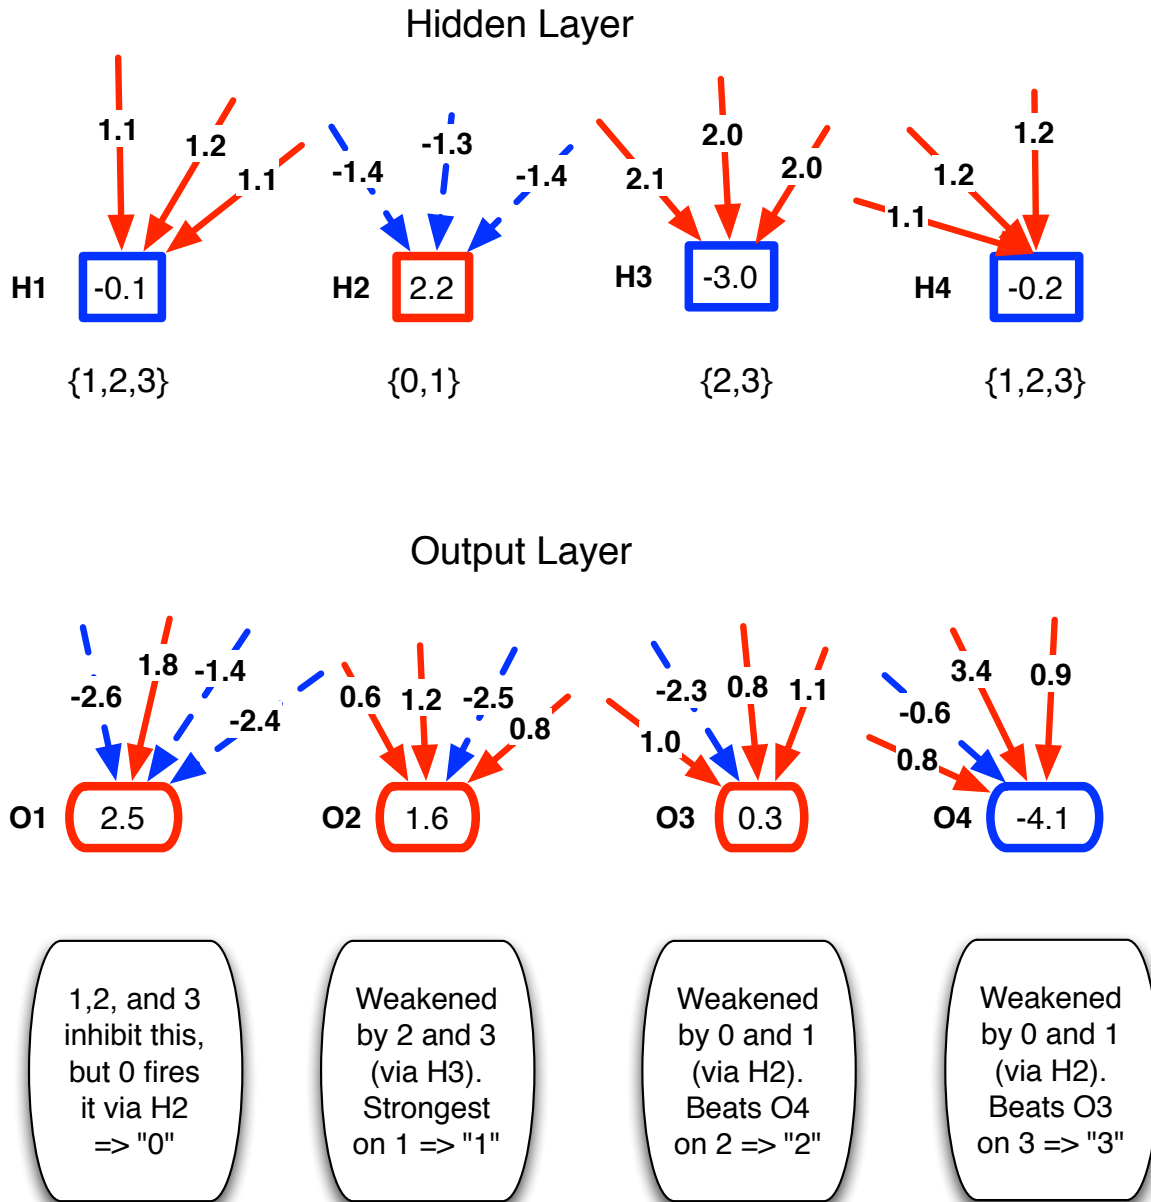 Hidden Layer
1.1 1.2 1.1
-1.4 -1.3 -1.4
2.1 2.0 2.0
1.1 1.2 1.2
H1 -0.1
H2 2.2
H3 -3.0
H4 -0.2
{1,2,3}
{0,1}
{2,3}
{1,2,3}
Output Layer
-2.6 1.8 -1.4 -2.4
0.6 1.2 -2.5 0.8
1.0 -2.3 0.8 1.1
0.8 -0.6 3.4 0.9
O1 2.5
O2 1.6
O3 0.3
O4 -4.1
1,2, and 3
inhibit this,
but 0 fires
it via H2
=> "0"
Weakened
by 2 and 3
(via H3).
Strongest
on 1 => "1"
Weakened
by 0 and 1
(via H2).
Beats O4
on 2 => "2"
Weakened
by 0 and 1
(via H2).
Beats O3
on 3 => "3"